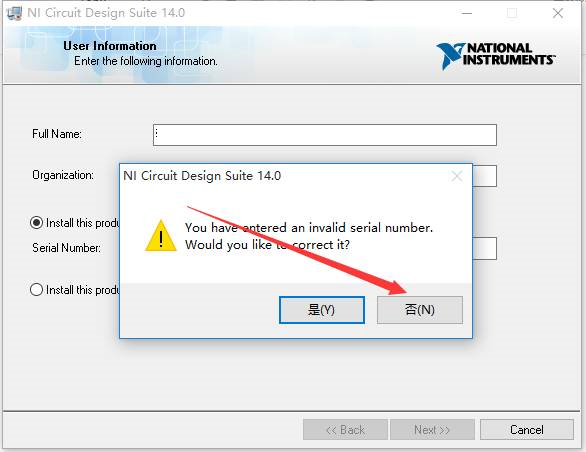 NI Circuit Design Suite 14.0
User Information
Enter the following information.
NATIONAL
INSTRUMENTS™
Full Name:
:
Organization:
NI Circuit Design Suite 14.0
You have entered an invalid serial number.
Would you like to correct it?
是(Y)
否(N)
Install this produ
Serial Number:
Install this produ
<< Back
Next >>
Cancel